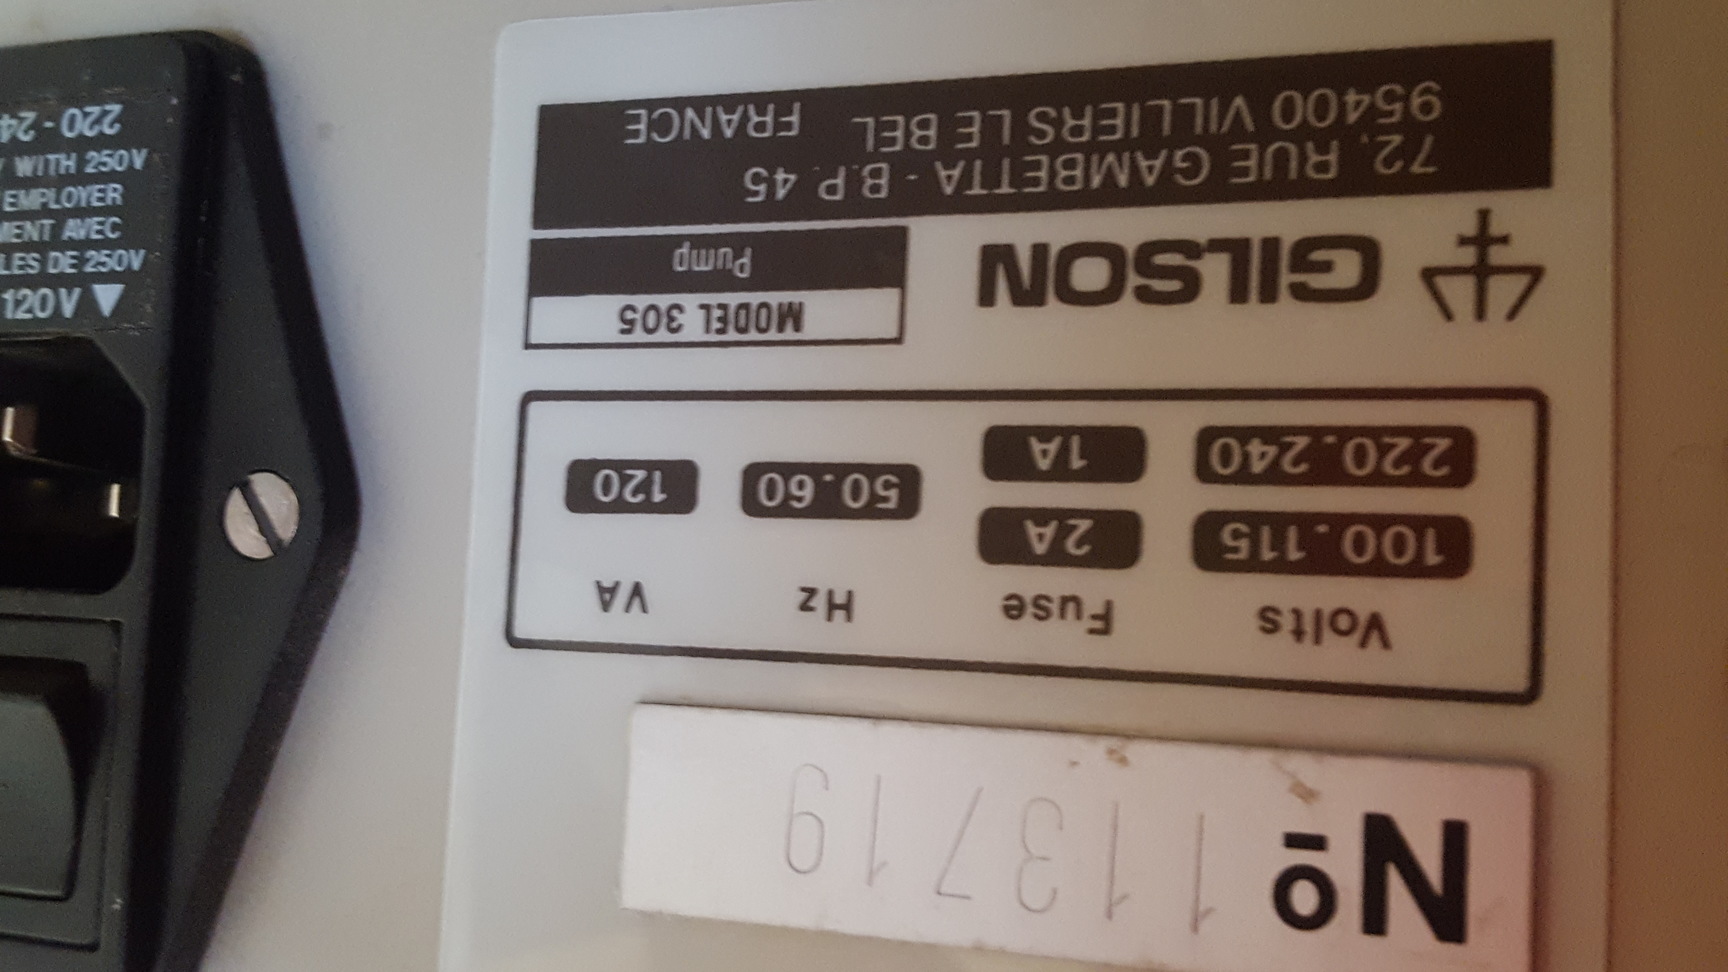 Nº 113719
Volts Fuse Hz VA
100.115 2A 50.60 120
220.240 1A
GILSON MODEL 305
Pump
72, RUE GAMBETTA - B.P. 45
95400 VILLIERS LE BEL FRANCE
220 - 24
WITH 250V
EMPLOYER
MENT AVEC
LES DE 250V
120V ▼